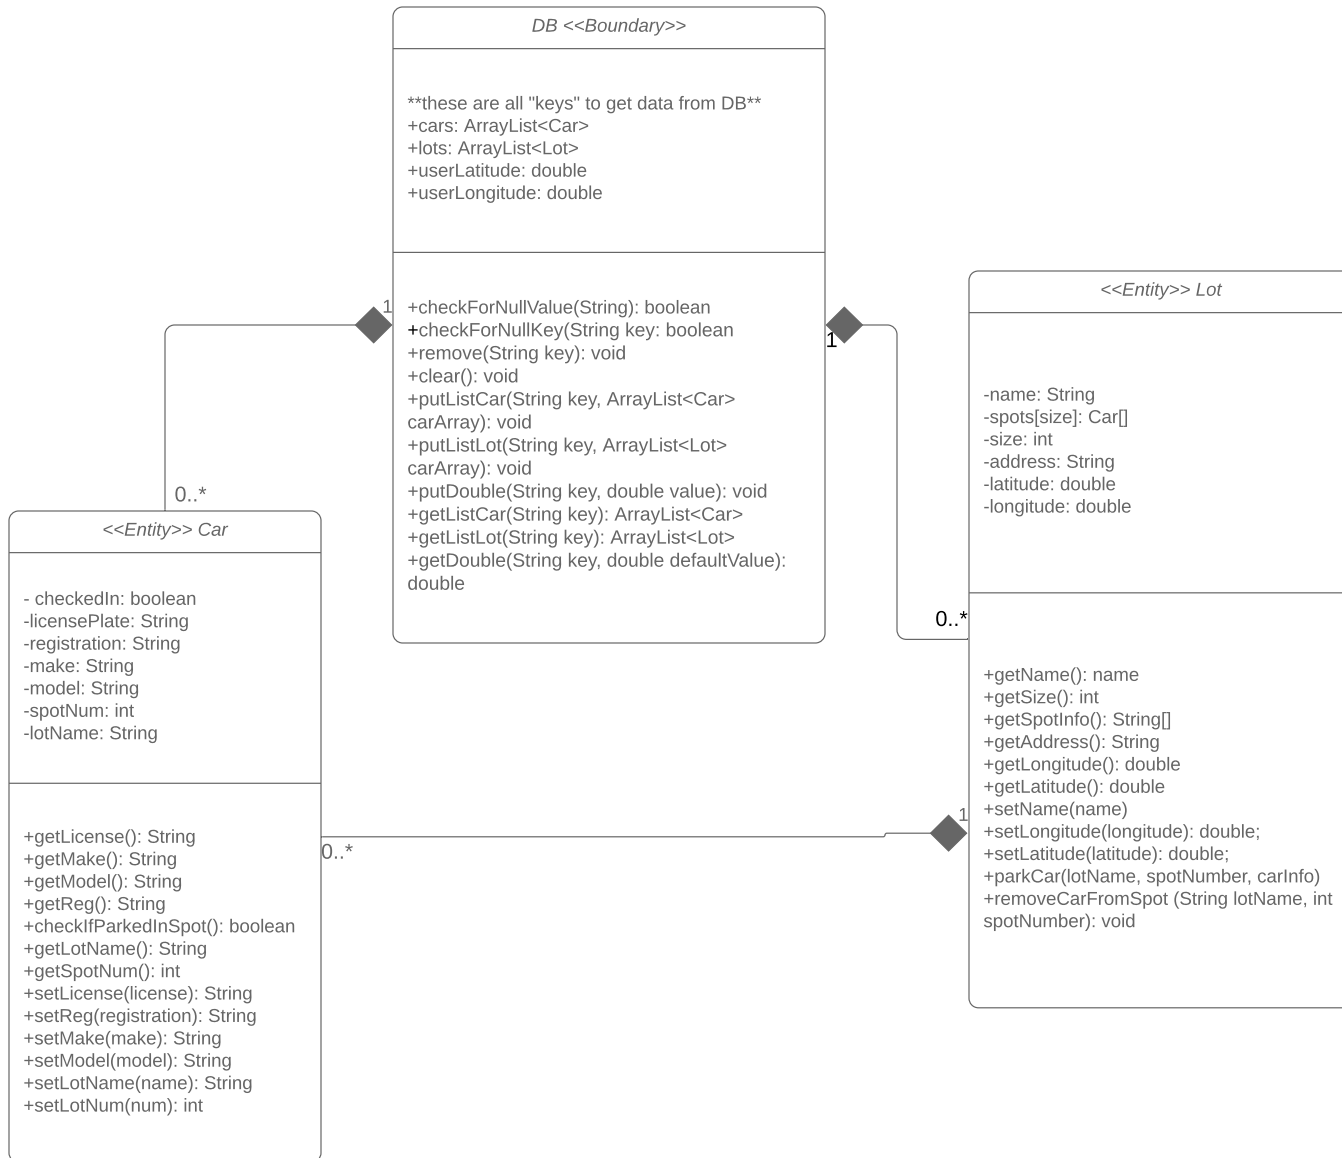 DB <<Boundary>>
**these are all "keys" to get data from DB**
+cars: ArrayList<Car>
+lots: ArrayList<Lot>
+userLatitude: double
+userLongitude: double
+checkForNullValue(String): boolean
+checkForNullKey(String key: boolean
+remove(String key): void
+clear(): void
+putListCar(String key, ArrayList<Car>
carArray): void
+putListLot(String key, ArrayList<Lot>
carArray): void
+putDouble(String key, double value): void
+getListCar(String key): ArrayList<Car>
+getListLot(String key): ArrayList<Lot>
+getDouble(String key, double defaultValue):
double
1
0..*
1
0..*
<<Entity>> Car
- checkedIn: boolean
-licensePlate: String
-registration: String
-make: String
-model: String
-spotNum: int
-lotName: String
+getLicense(): String
+getMake(): String
+getModel(): String
+getReg(): String
+checkIfParkedInSpot(): boolean
+getLotName(): String
+getSpotNum(): int
+setLicense(license): String
+setReg(registration): String
+setMake(make): String
+setModel(model): String
+setLotName(name): String
+setLotNum(num): int
0..*
1
<<Entity>> Lot
-name: String
-spots[size]: Car[]
-size: int
-address: String
-latitude: double
-longitude: double
+getName(): name
+getSize(): int
+getSpotInfo(): String[]
+getAddress(): String
+getLongitude(): double
+getLatitude(): double
+setName(name)
+setLongitude(longitude): double;
+setLatitude(latitude): double;
+parkCar(lotName, spotNumber, carInfo)
+removeCarFromSpot (String lotName, int
spotNumber): void